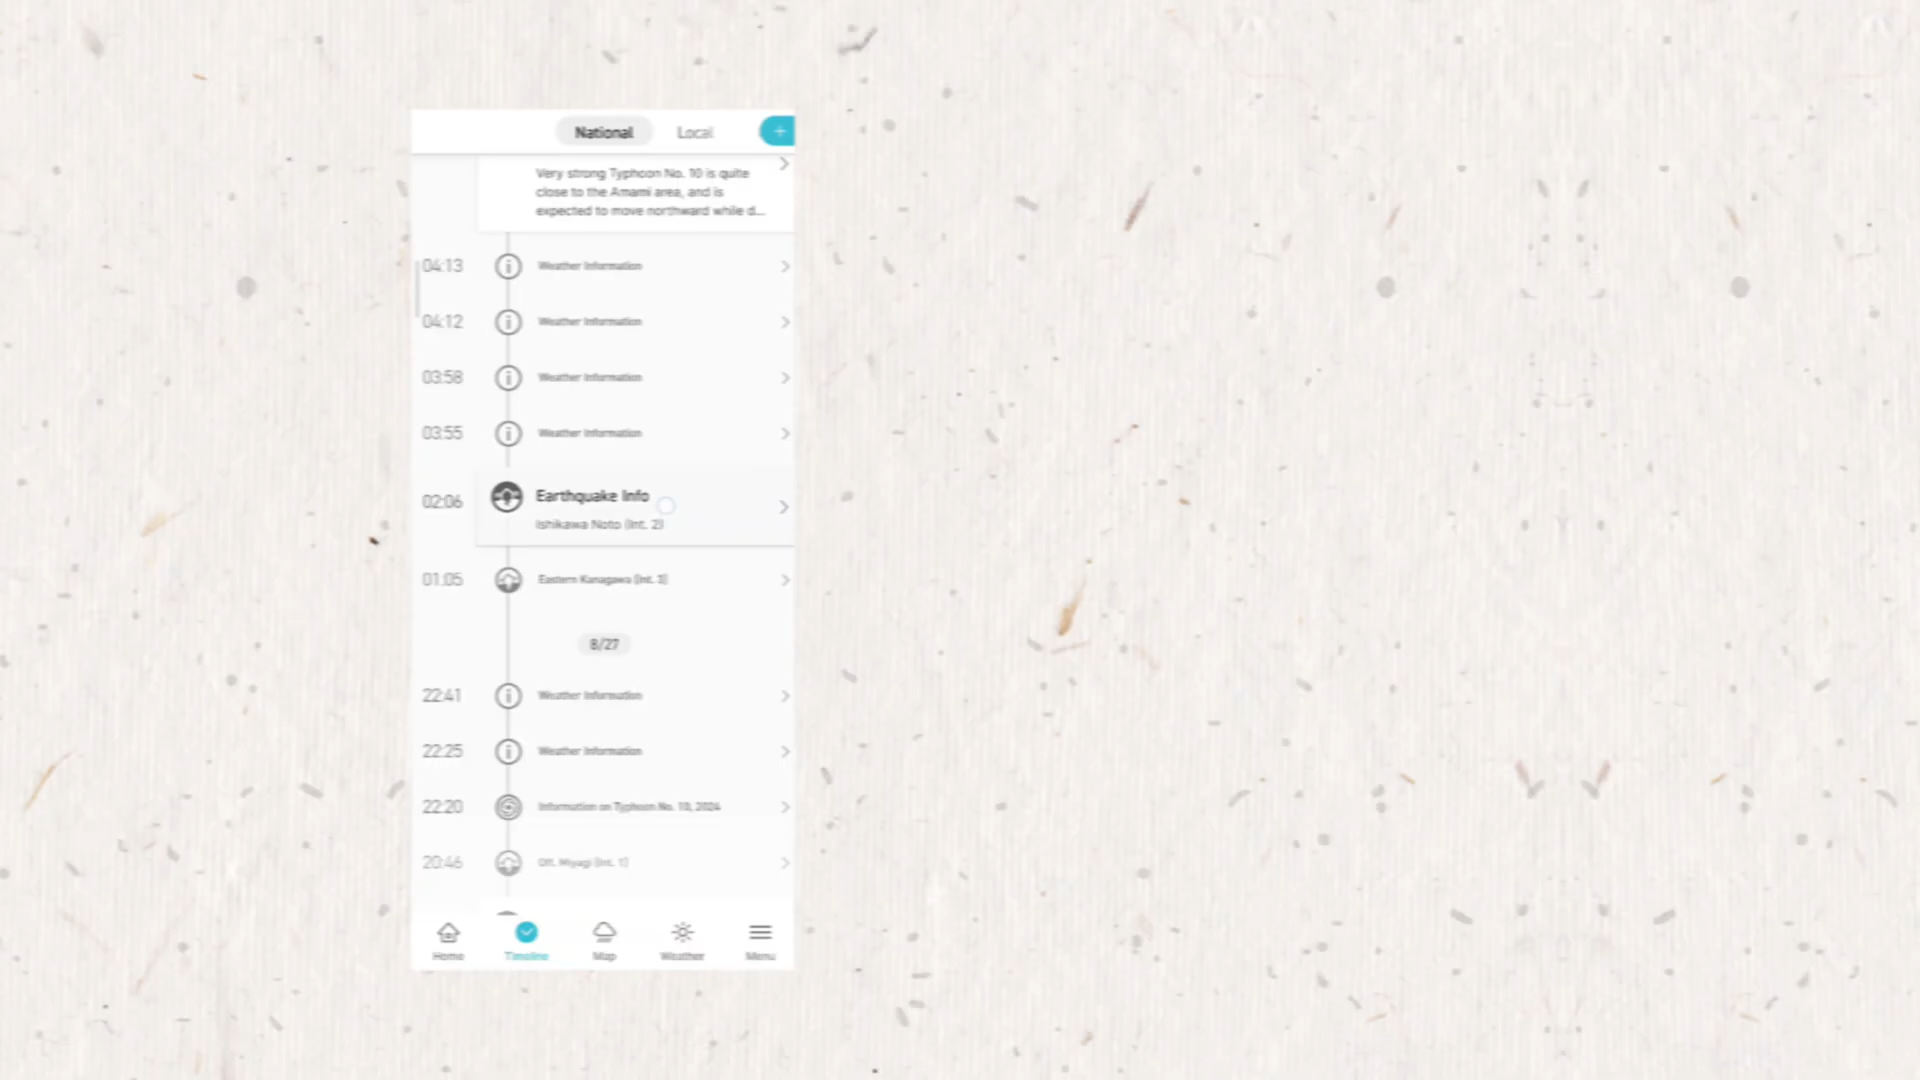 National Local
Very strong Typhoon No. 10 is quite
close to the Amami area, and is
expected to move northward while d...
04:13 Weather Information
04:12 Weather Information
03:58 Weather Information
03:55 Weather Information
02:06 Earthquake Info
Ishikawa Noto (Int. 2)
01:05 Eastern Kanagawa (Int. 3)
8/27
22:41 Weather Information
22:25 Weather Information
22:20 Information on Typhoon No. 10, 2024
20:46 Off. Miyagi (Int. 1)
Home Timeline Map Weather Menu